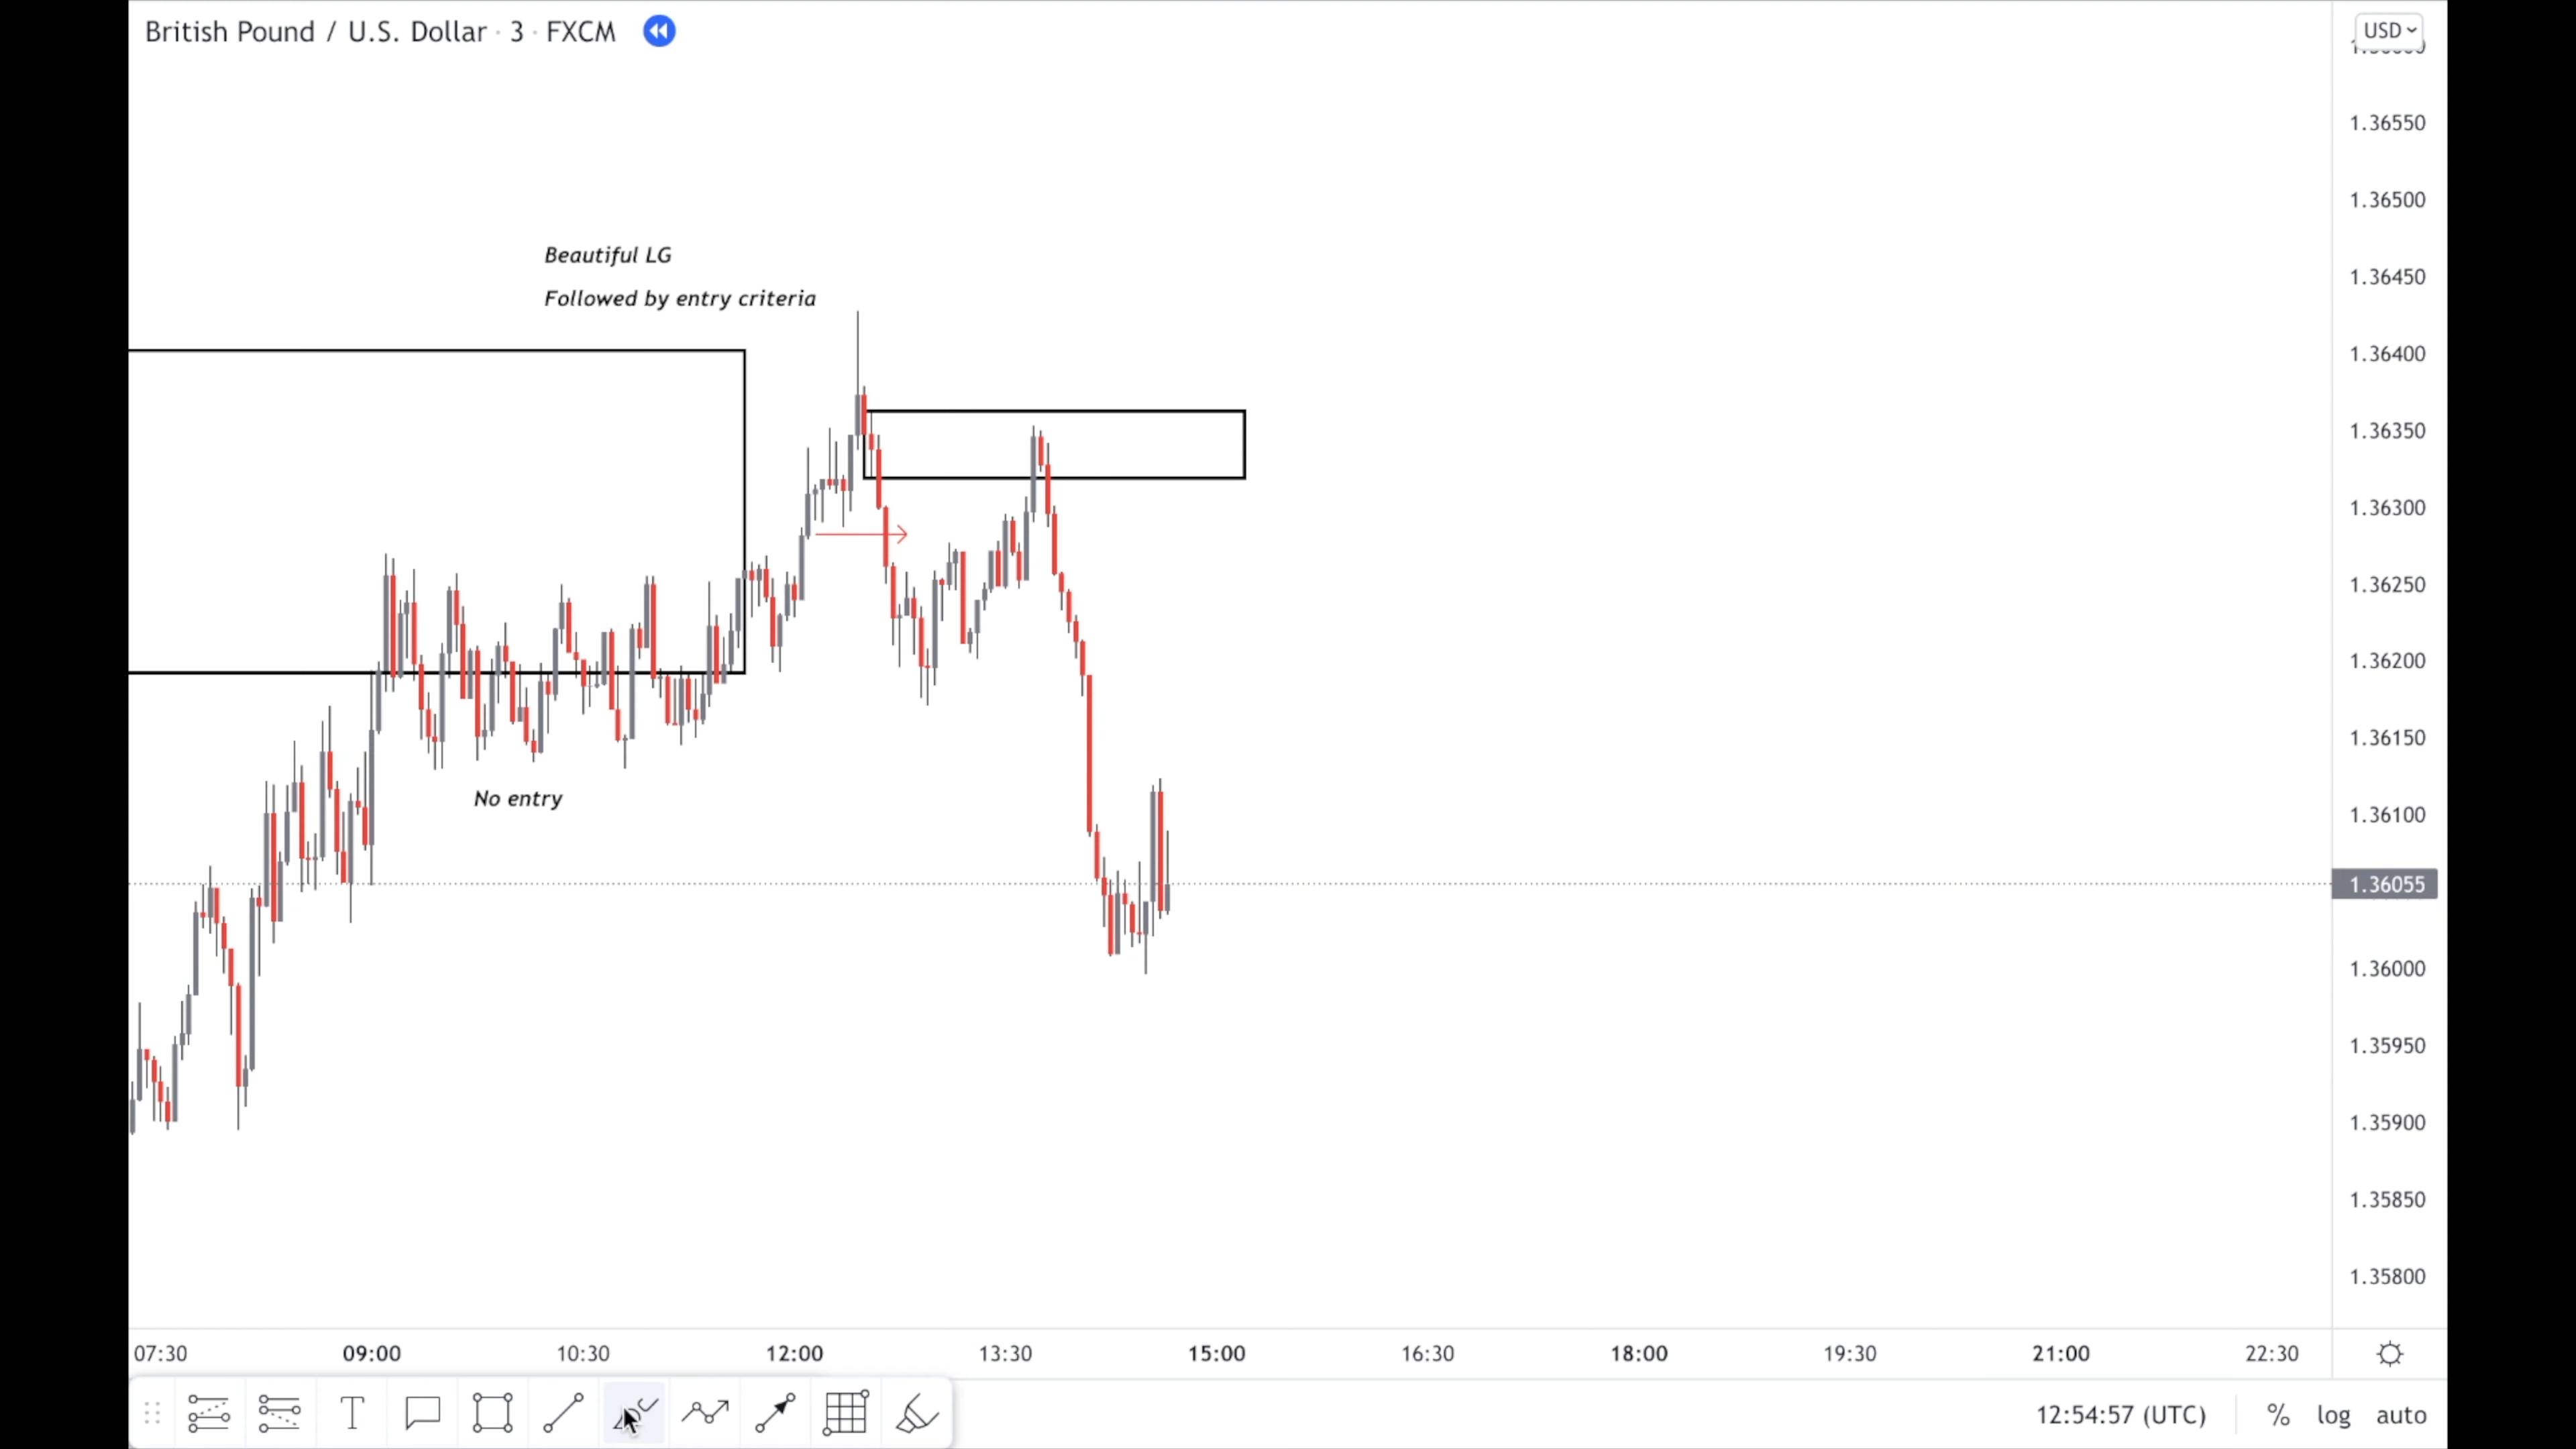 British Pound / U.S. Dollar · 3 · FXCM
USD
1.36550
1.36500
Beautiful LG
1.36450
Followed by entry criteria
1.36400
1.36350
1.36300
1.36250
1.36200
1.36150
No entry
1.36100
1.36055
1.36000
1.35950
1.35900
1.35850
1.35800
07:30 09:00 10:30 12:00 13:30 15:00 16:30 18:00 19:30 21:00 22:30
12:54:57 (UTC) % log auto